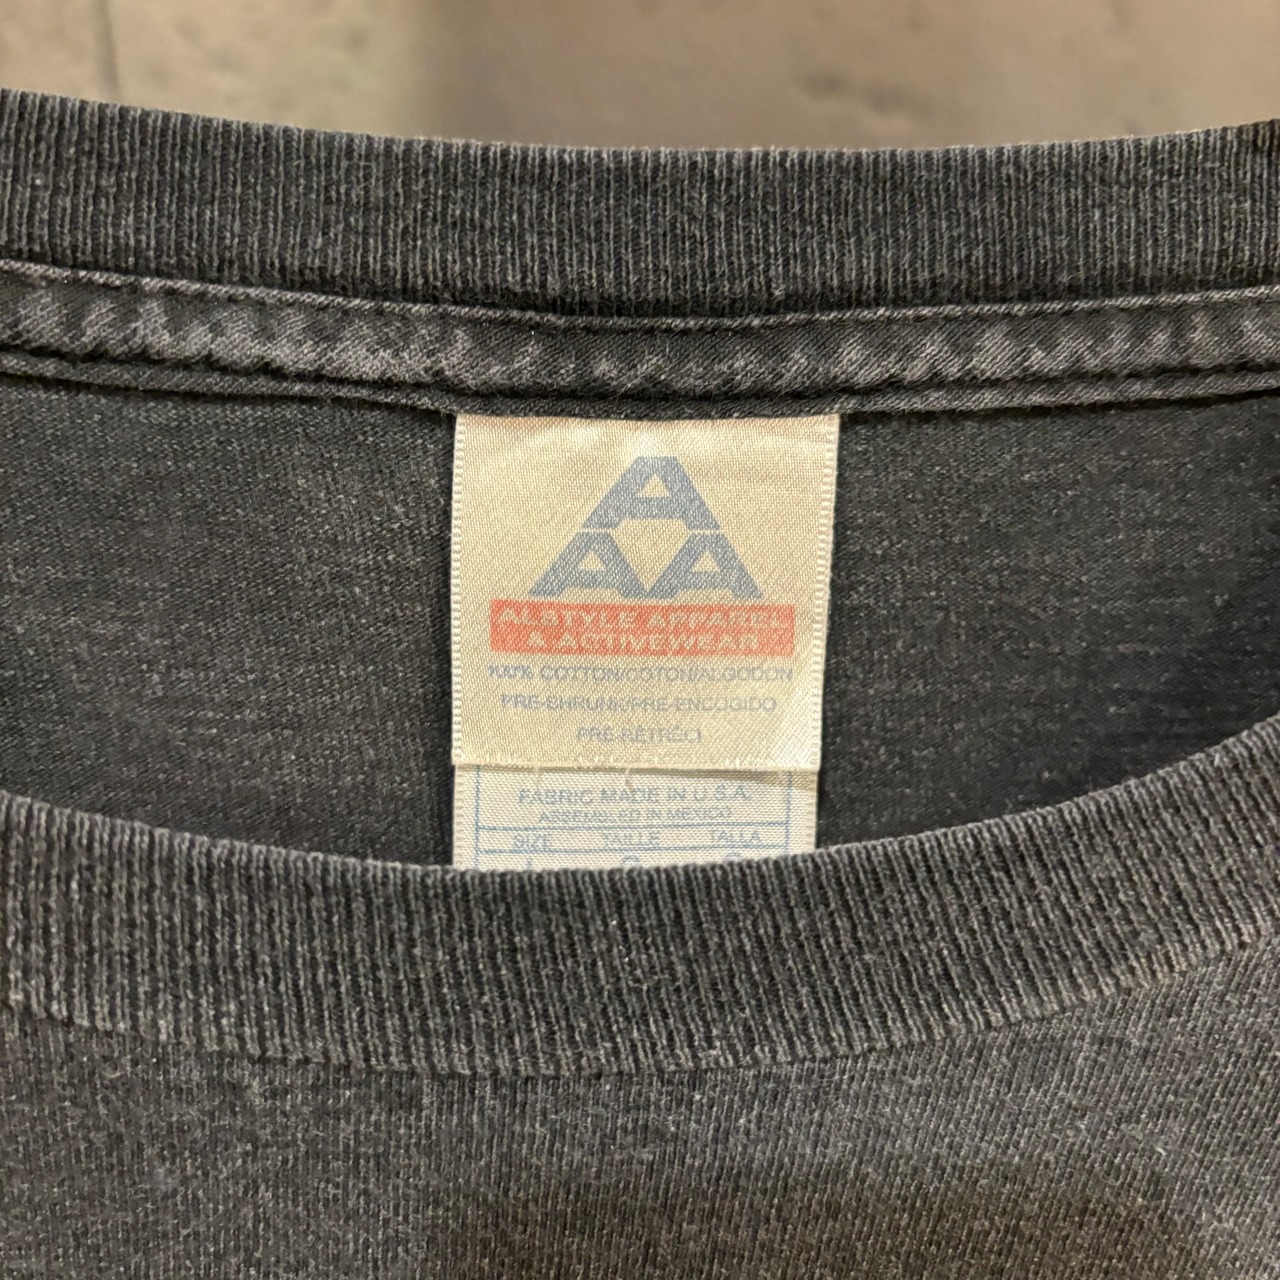 AAA
ALSTYLE APPAREL
& ACTIVEWEAR
100% COTTON/COTON/ALGODON
PRE-SHRUNK/PRE-ENCOGIDO
PRÉ-RÉTRÉCI
FABRIC MADE IN U.S.A.
ASSEMBLED IN MEXICO
SIZE TAILLE TALLA